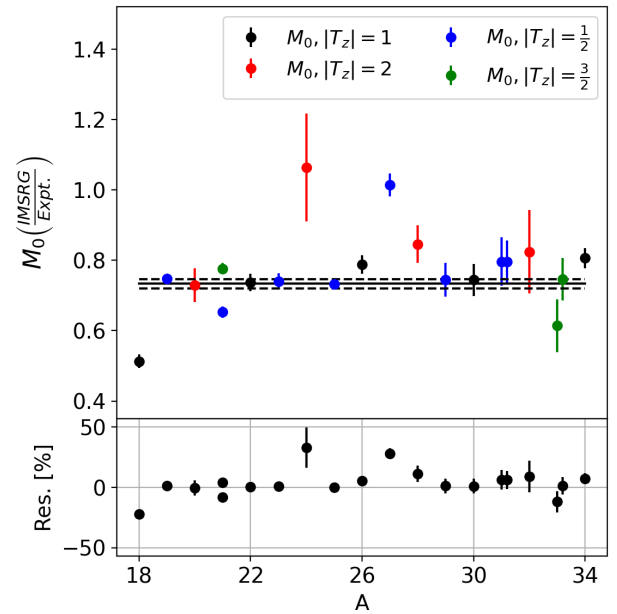 M₀, |T_z| = 1
M₀, |T_z| = 2
M₀, |T_z| = 1/2
M₀, |T_z| = 3/2
M₀(IMSRG/Expt.)
1.4
1.2
1.0
0.8
0.6
0.4
Res. [%]
50
0
−50
18
22
26
30
34
A